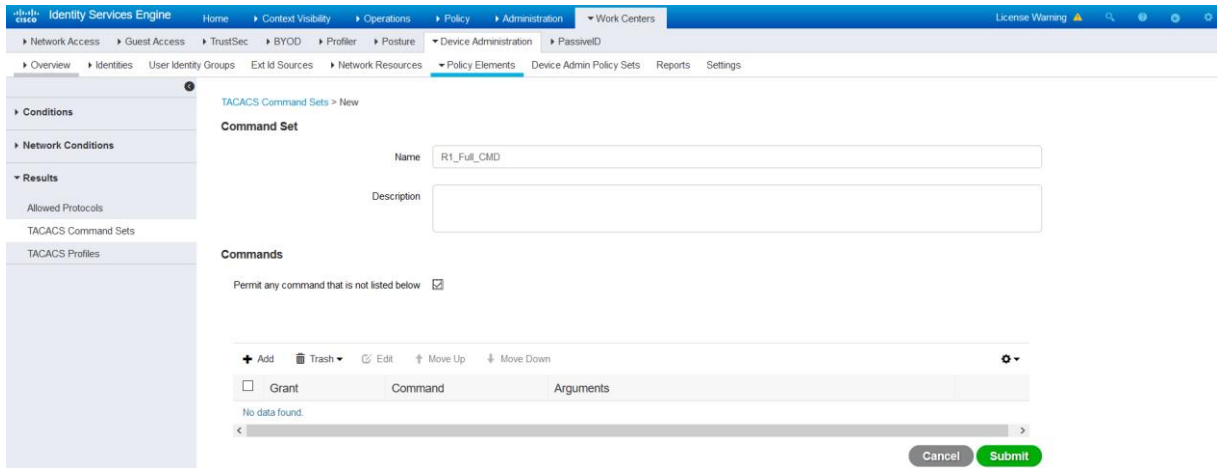 cisco Identity Services Engine Home Context Visibility Operations Policy Administration Work Centers License Warning
Network Access Guest Access TrustSec BYOD Profiler Posture Device Administration PassiveID
Overview Identities User Identity Groups Ext Id Sources Network Resources Policy Elements Device Admin Policy Sets Reports Settings
Conditions
Network Conditions
Results
Allowed Protocols
TACACS Command Sets
TACACS Profiles
TACACS Command Sets > New
Command Set
Name R1_Full_CMD
Description
Commands
Permit any command that is not listed below
Add Trash Edit Move Up Move Down
Grant Command Arguments
No data found.
Cancel Submit